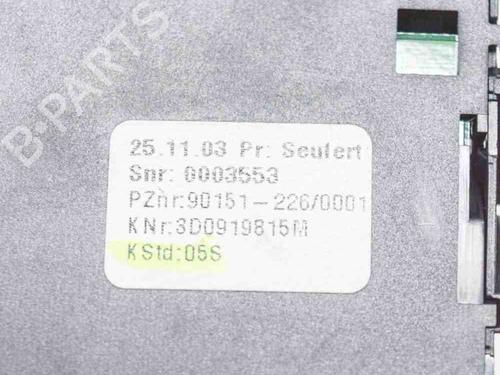 B-PARTS
25.11.03 Pr: Seufert
Snr: 0003553
PZnr:90151-226/0001
KNr:3D0919815M
KStd:05S